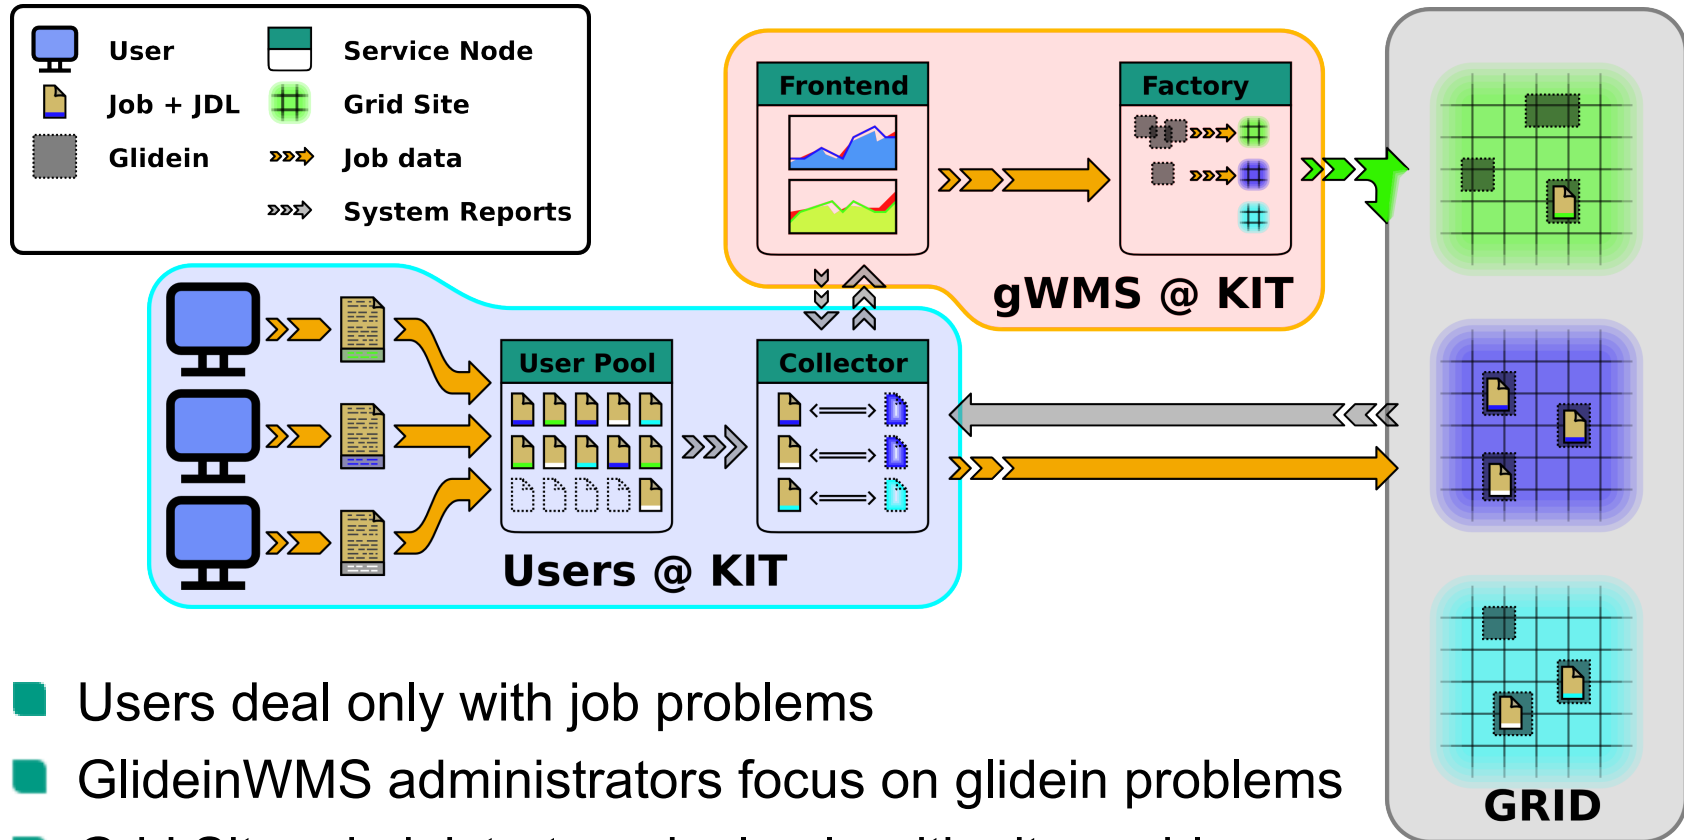 User
Service Node
Job + JDL
Grid Site
Glidein
Job data
System Reports
Frontend
Factory
gWMS @ KIT
User Pool
Collector
Users @ KIT
GRID
Users deal only with job problems
GlideinWMS administrators focus on glidein problems